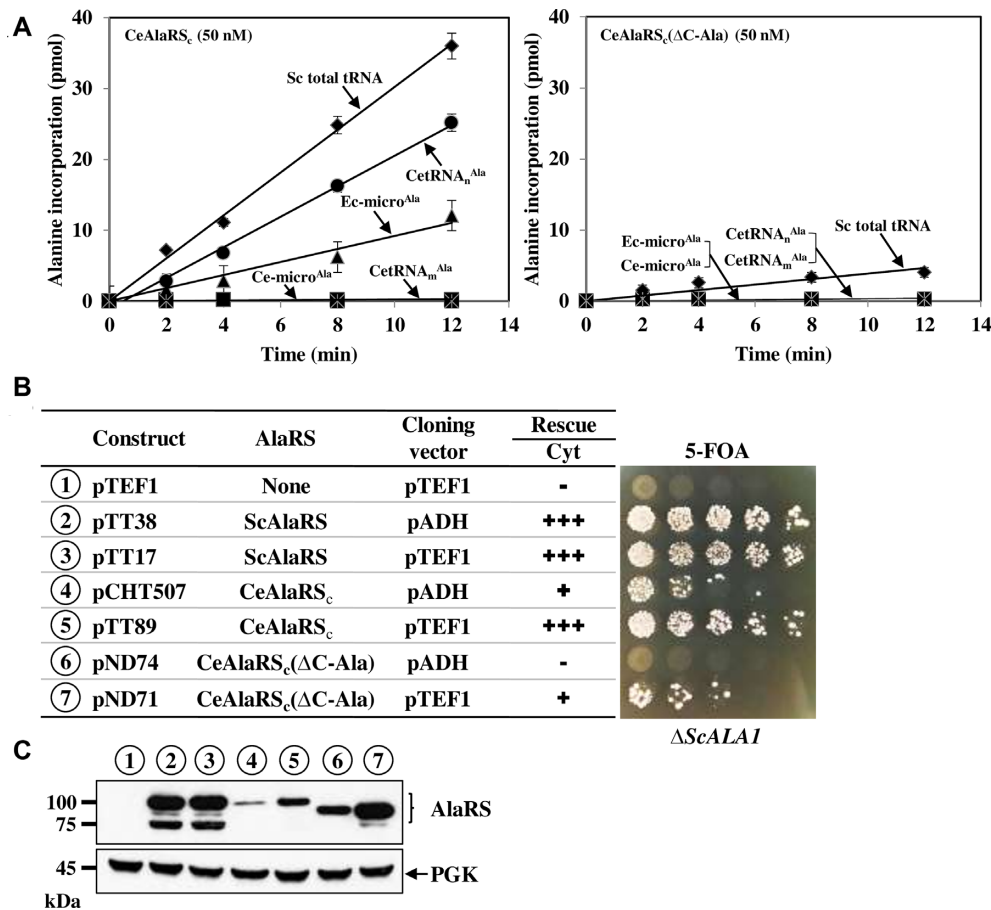 A
CeAlaRSc (50 nM)
Sc total tRNA
CetRNAnAla
Ec-microAla
Ce-microAla
CetRNAmAla
Alanine incorporation (pmol)
40
30
20
10
0
0 2 4 6 8 10 12 14
Time (min)
CeAlaRSc(ΔC-Ala) (50 nM)
Ec-microAla
Ce-microAla
CetRNAnAla
CetRNAmAla
Sc total tRNA
Alanine incorporation (pmol)
40
30
20
10
0
0 2 4 6 8 10 12 14
Time (min)
B
Construct AlaRS Cloning vector Rescue
Cyt
5-FOA
1 pTEF1 None pTEF1 -
2 pTT38 ScAlaRS pADH +++
3 pTT17 ScAlaRS pTEF1 +++
4 pCHT507 CeAlaRSc pADH +
5 pTT89 CeAlaRSc pTEF1 +++
6 pND74 CeAlaRSc(ΔC-Ala) pADH -
7 pND71 CeAlaRSc(ΔC-Ala) pTEF1 +
ΔScALA1
C
1 2 3 4 5 6 7
100
75
AlaRS
45
PGK
kDa